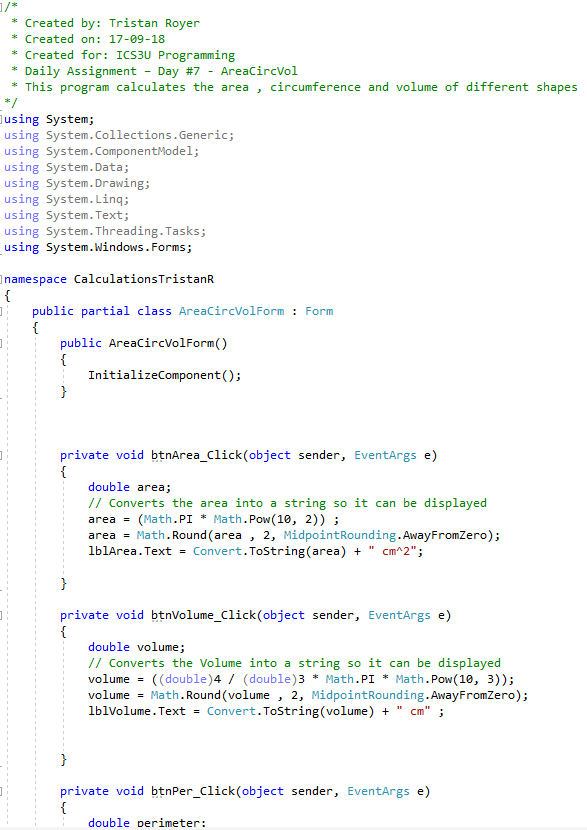 /*
 * Created by: Tristan Royer
 * Created on: 17-09-18
 * Created for: ICS3U Programming
 * Daily Assignment – Day #7 - AreaCircVol
 * This program calculates the area , circumference and volume of different shapes
*/
using System;
using System.Collections.Generic;
using System.ComponentModel;
using System.Data;
using System.Drawing;
using System.Linq;
using System.Text;
using System.Threading.Tasks;
using System.Windows.Forms;

namespace CalculationsTristanR
{
    public partial class AreaCircVolForm : Form
    {
        public AreaCircVolForm()
        {
            InitializeComponent();
        }

        private void btnArea_Click(object sender, EventArgs e)
        {
            double area;
            // Converts the area into a string so it can be displayed
            area = (Math.PI * Math.Pow(10, 2)) ;
            area = Math.Round(area , 2, MidpointRounding.AwayFromZero);
            lblArea.Text = Convert.ToString(area) + " cm^2";

        }

        private void btnVolume_Click(object sender, EventArgs e)
        {
            double volume;
            // Converts the Volume into a string so it can be displayed
            volume = ((double)4 / (double)3 * Math.PI * Math.Pow(10, 3));
            volume = Math.Round(volume , 2, MidpointRounding.AwayFromZero);
            lblVolume.Text = Convert.ToString(volume) + " cm" ;

        }

        private void btnPer_Click(object sender, EventArgs e)
        {
            double perimeter;